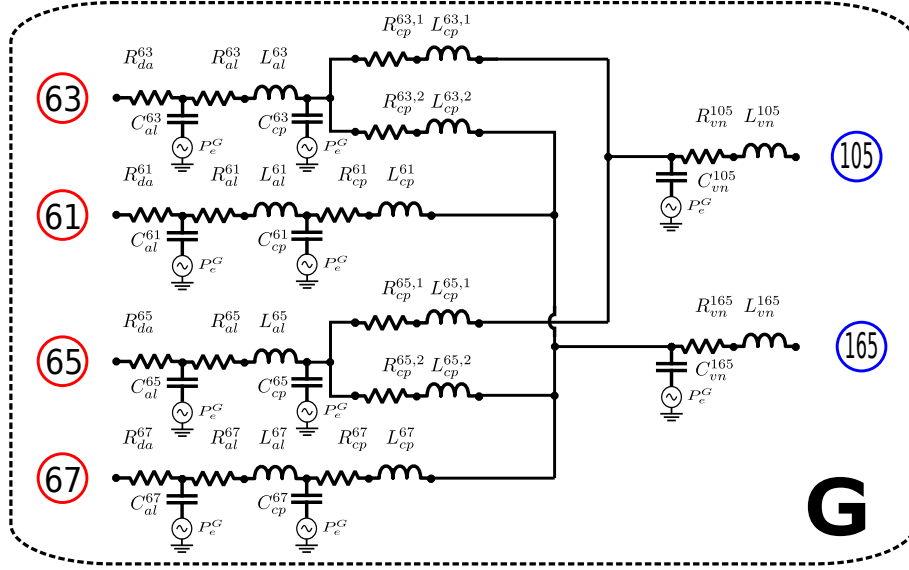 R_{cp}^{63,1} L_{cp}^{63,1}
R_{da}^{63} R_{al}^{63} L_{al}^{63}
63
R_{cp}^{63,2} L_{cp}^{63,2}
C_{al}^{63} C_{cp}^{63}
P_e^G P_e^G
R_{vn}^{105} L_{vn}^{105}
105
C_{vn}^{105}
P_e^G
R_{da}^{61} R_{al}^{61} L_{al}^{61} R_{cp}^{61} L_{cp}^{61}
61
C_{al}^{61} C_{cp}^{61}
P_e^G P_e^G
R_{cp}^{65,1} L_{cp}^{65,1}
R_{da}^{65} R_{al}^{65} L_{al}^{65}
65
R_{cp}^{65,2} L_{cp}^{65,2}
C_{al}^{65} C_{cp}^{65}
P_e^G P_e^G
R_{vn}^{165} L_{vn}^{165}
165
C_{vn}^{165}
P_e^G
R_{da}^{67} R_{al}^{67} L_{al}^{67} R_{cp}^{67} L_{cp}^{67}
67
C_{al}^{67} C_{cp}^{67}
P_e^G P_e^G
G